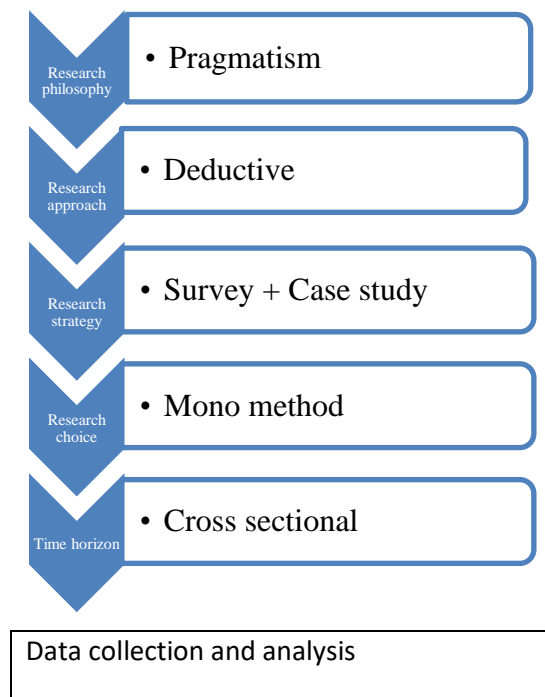 Research
philosophy
• Pragmatism
Research
approach
• Deductive
Research
strategy
• Survey + Case study
Research
choice
• Mono method
Time horizon
• Cross sectional
Data collection and analysis